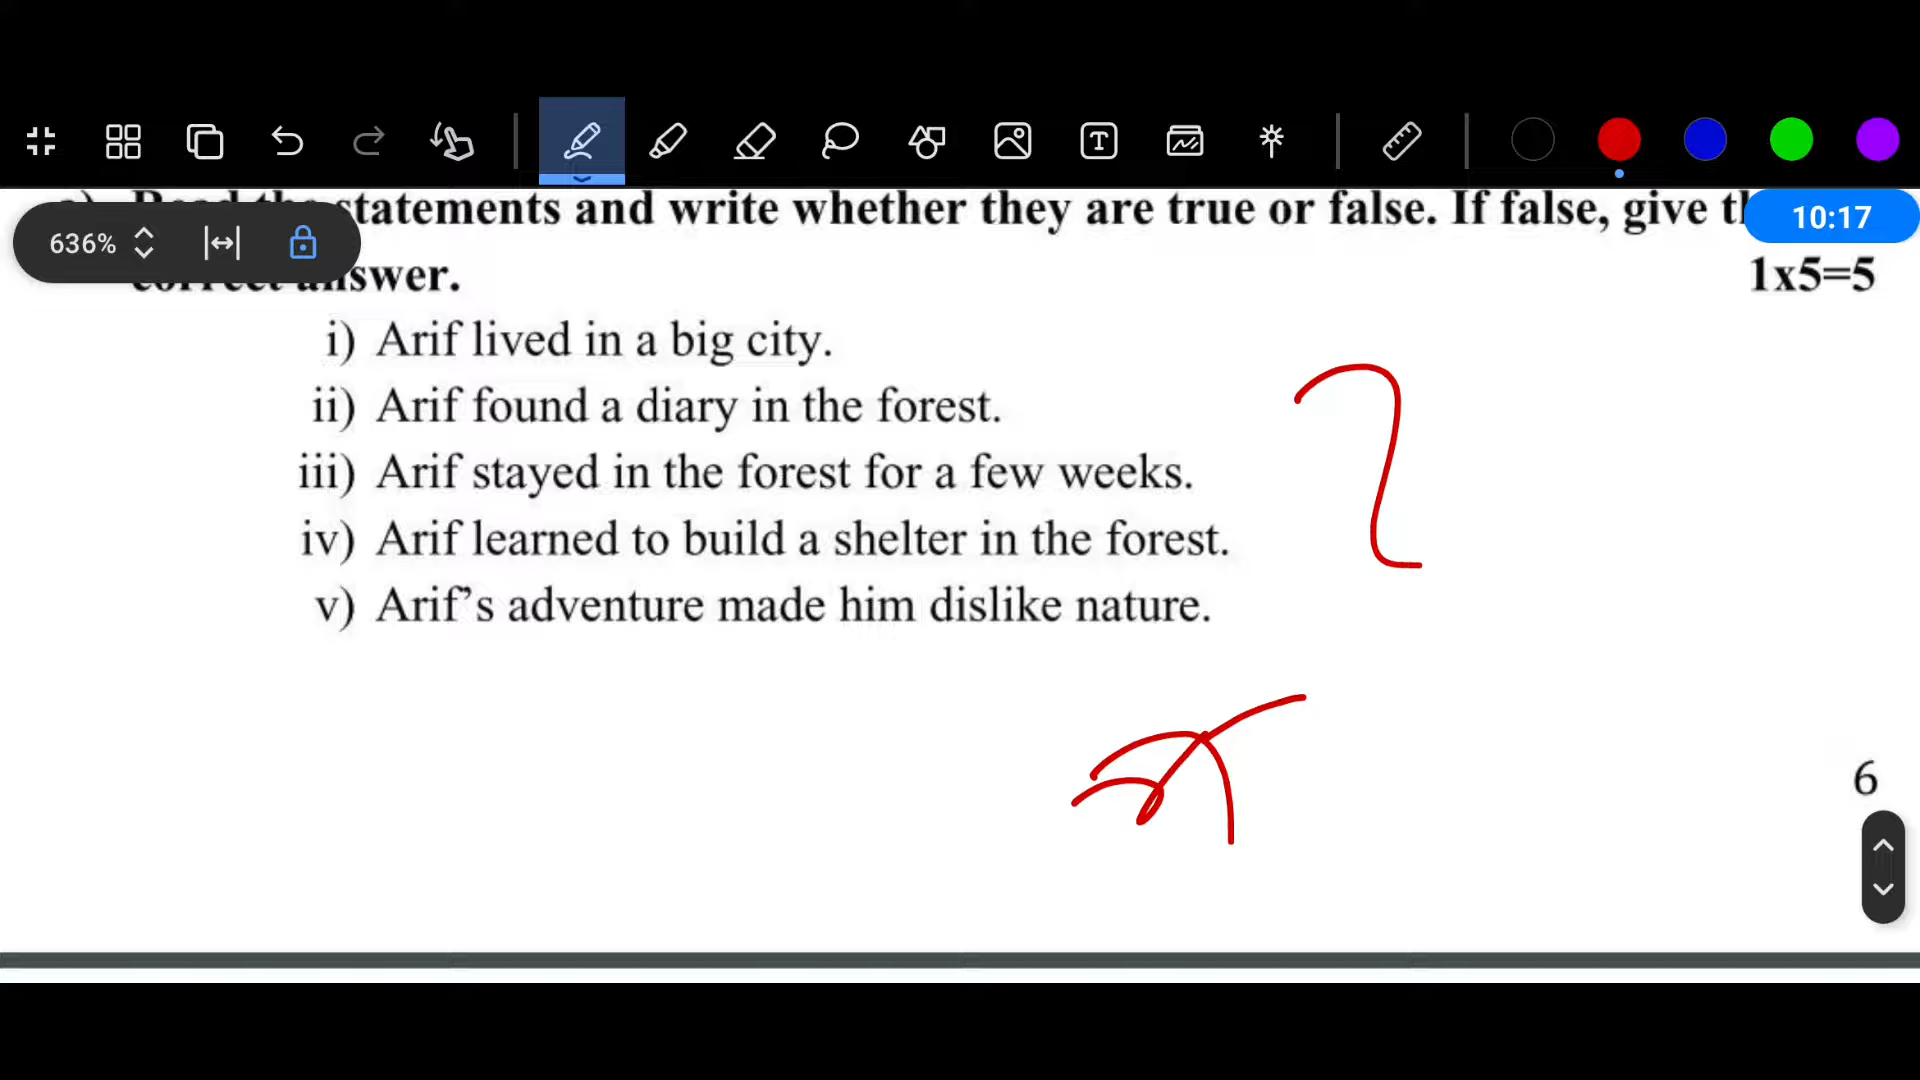 statements and write whether they are true or false. If false, give
10:17
636%
answer.
1x5=5
i) Arif lived in a big city.
ii) Arif found a diary in the forest.
iii) Arif stayed in the forest for a few weeks.
iv) Arif learned to build a shelter in the forest.
v) Arif’s adventure made him dislike nature.
6